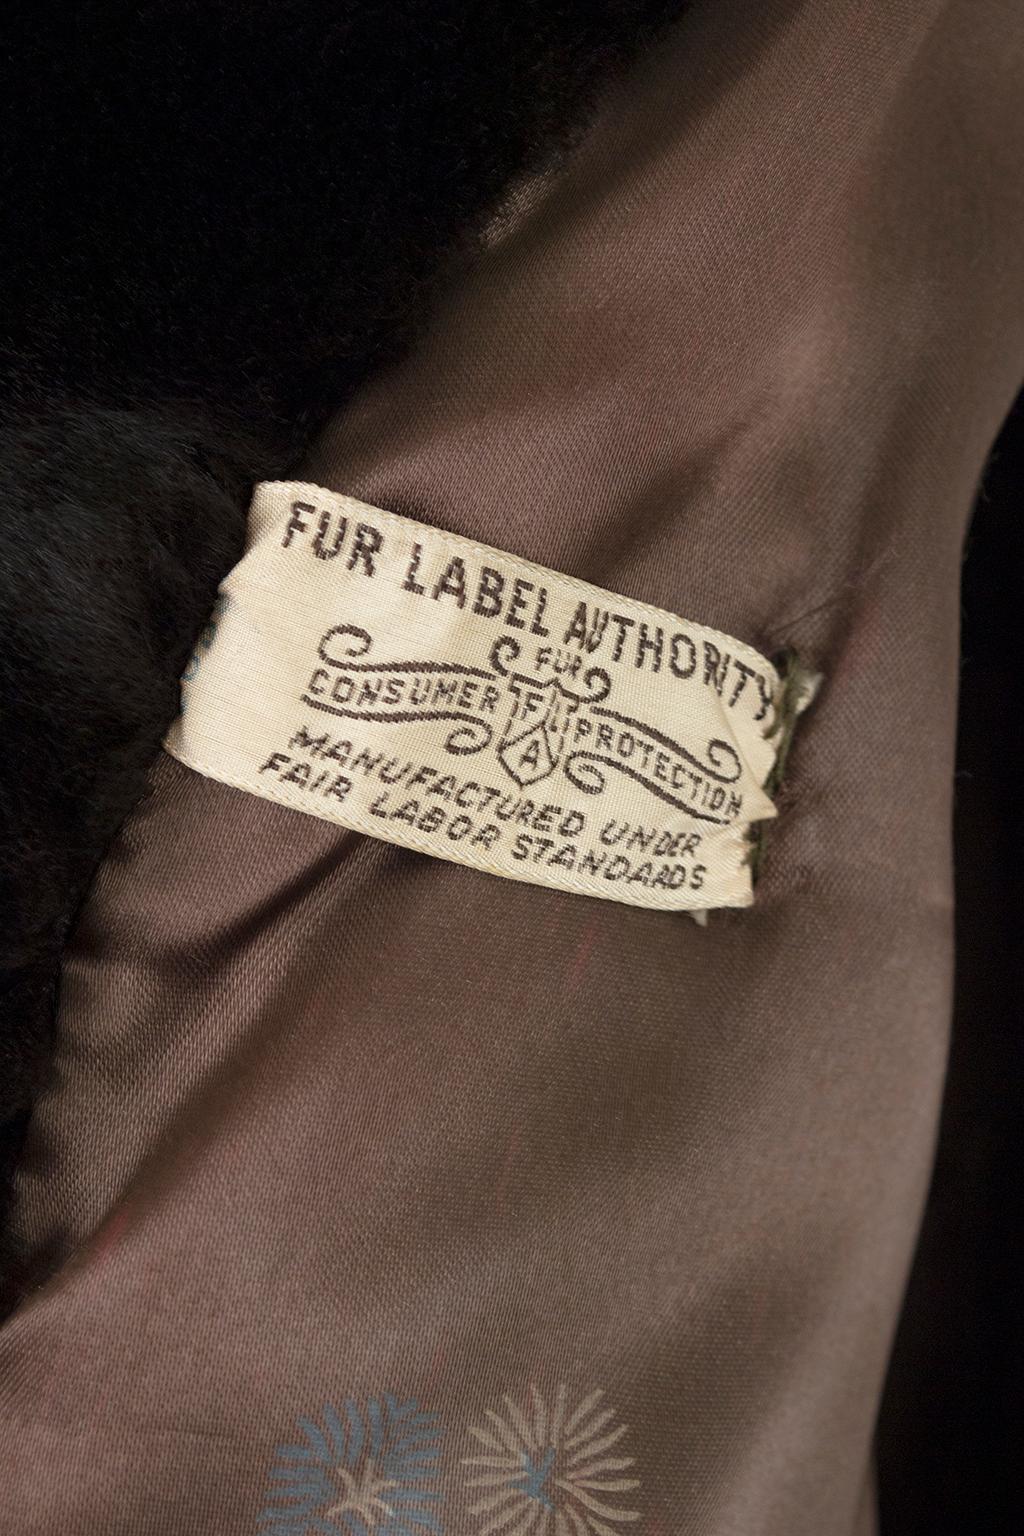 FUR LABEL AUTHORITY
FUR
CONSUMER PROTECTION
A
MANUFACTURED UNDER
FAIR LABOR STANDARDS